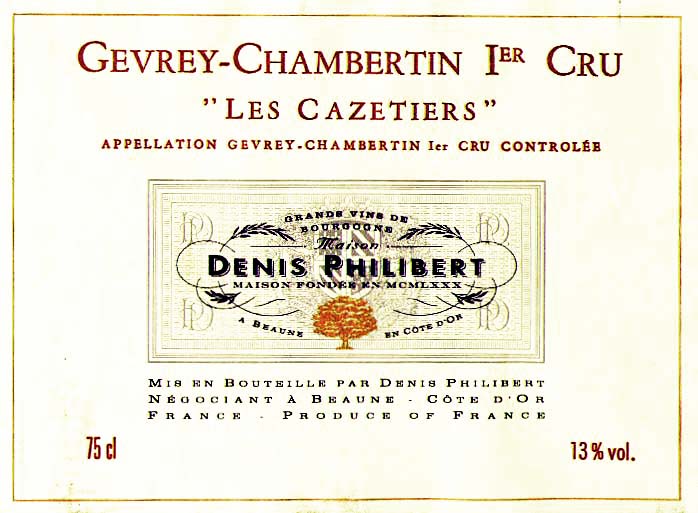 GEVREY-CHAMBERTIN IER CRU
"LES CAZETIERS"
APPELLATION GEVREY-CHAMBERTIN Ier CRU CONTROLÉE
GRANDS VINS DE
BOURGOGNE
Maison
DENIS PHILIBERT
MAISON FONDÉE EN MCMLXXX
A BEAUNE EN CÔTE D'OR
MIS EN BOUTEILLE PAR DENIS PHILIBERT
NÉGOCIANT À BEAUNE - CÔTE D'OR
FRANCE - PRODUCE OF FRANCE
75 cl 13 % vol.